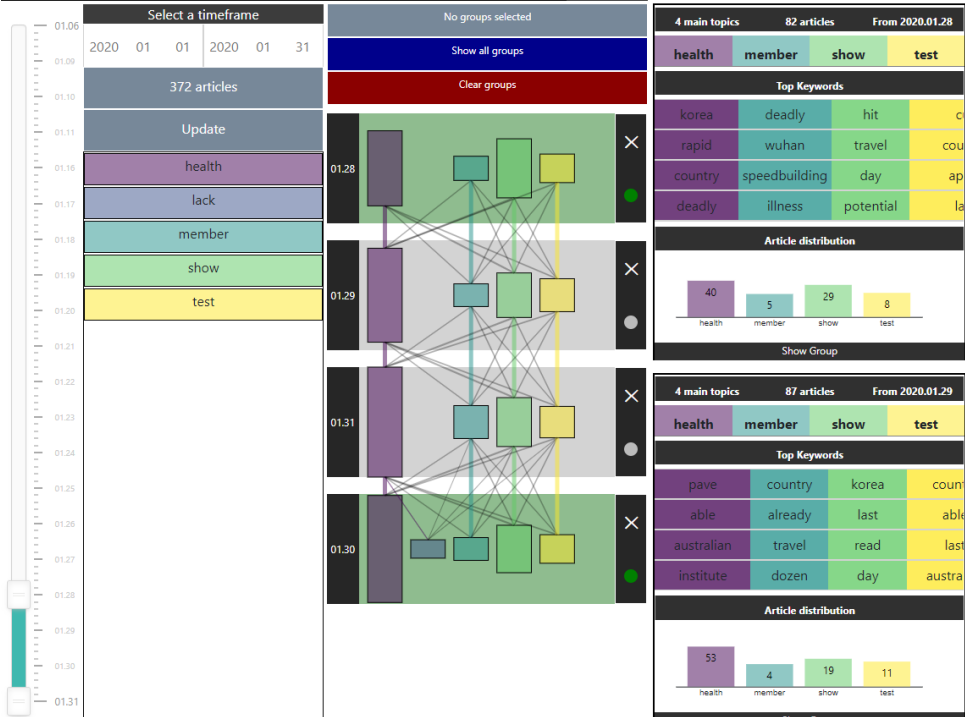 01.06
01.09
01.10
01.11
01.16
01.17
01.18
01.19
01.20
01.21
01.22
01.23
01.24
01.25
01.26
01.27
01.28
01.29
01.30
01.31
Select a timeframe
2020 01 01 2020 01 31
372 articles
Update
health
lack
member
show
test
No groups selected
Show all groups
Clear groups
01.28
01.29
01.31
01.30
4 main topics 82 articles From 2020.01.28
health member show test
Top Keywords
korea deadly hit c
rapid wuhan travel cou
country speedbuilding day ap
deadly illness potential la
Article distribution
40 5 29 8
health member show test
Show Group
4 main topics 87 articles From 2020.01.29
health member show test
Top Keywords
pave country korea count
able already last able
australian travel read last
institute dozen day austra
Article distribution
53 4 19 11
health member show test